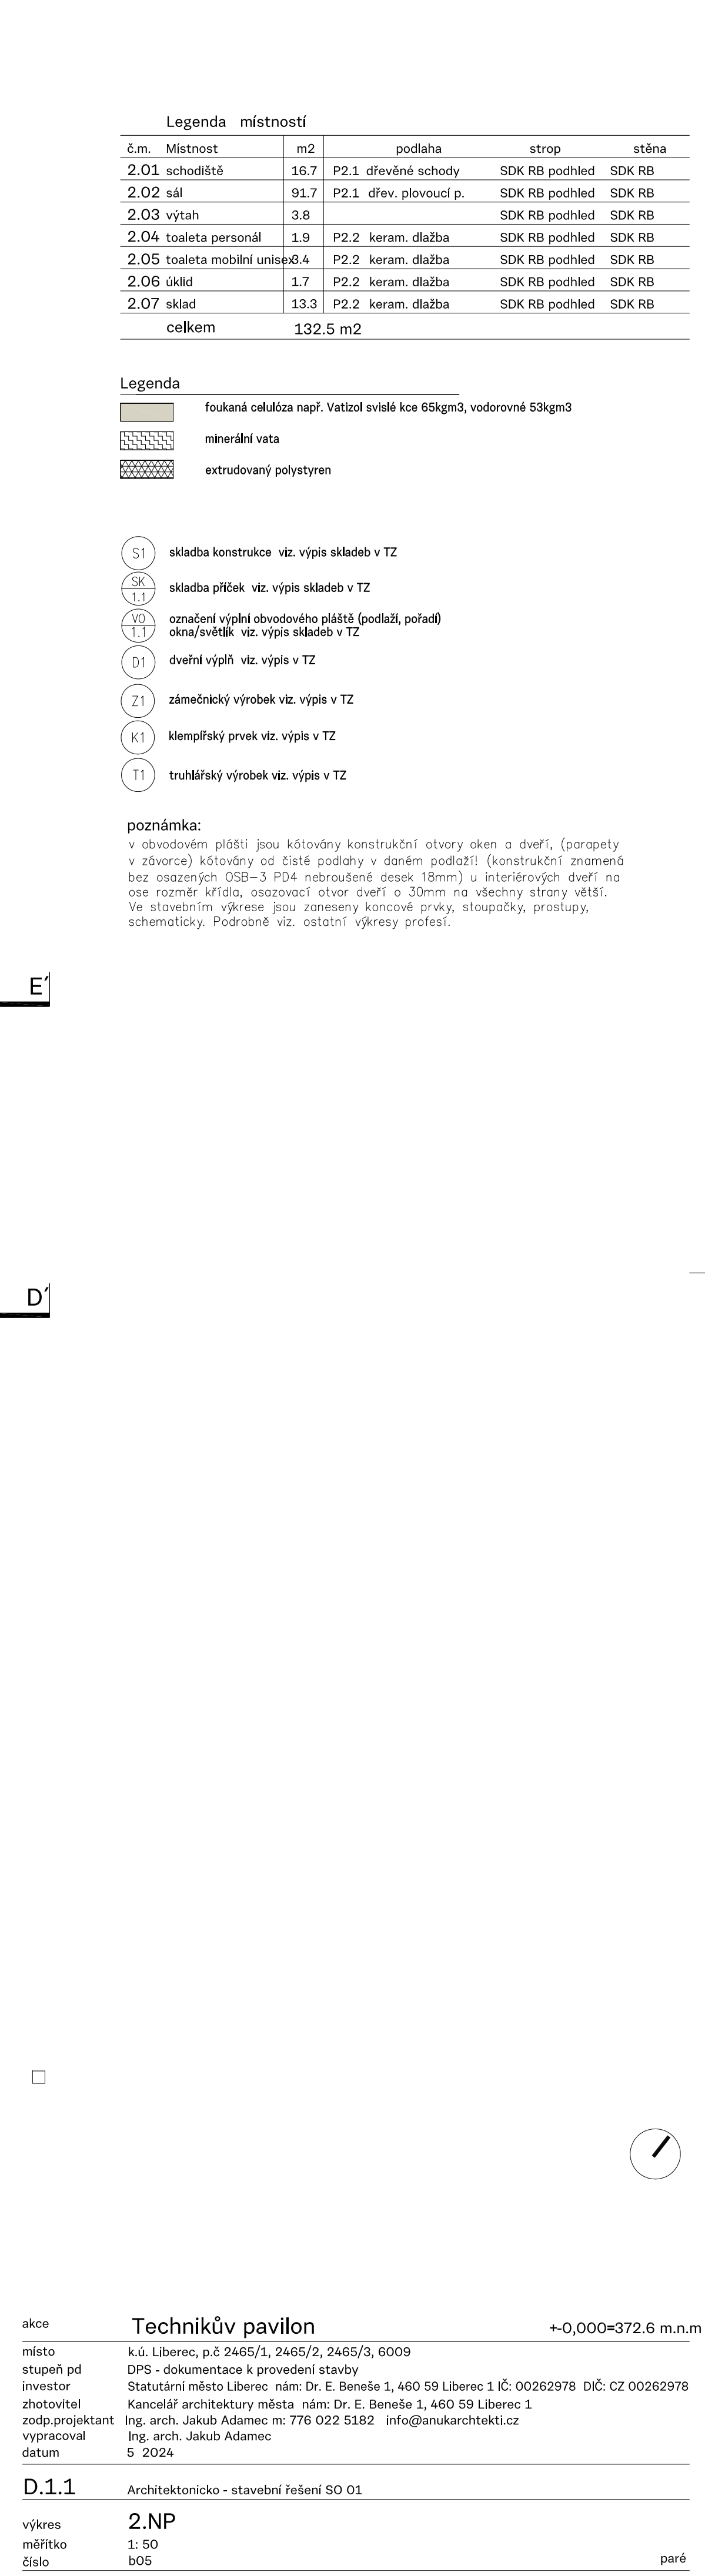 Legenda místností
č.m. Místnost m2 podlaha strop stěna
2.01 schodiště 16.7 P2.1 dřevěné schody SDK RB podhled SDK RB
2.02 sál 91.7 P2.1 dřev. plovoucí p. SDK RB podhled SDK RB
2.03 výtah 3.8 SDK RB podhled SDK RB
2.04 toaleta personál 1.9 P2.2 keram. dlažba SDK RB podhled SDK RB
2.05 toaleta mobilní unisex 3.4 P2.2 keram. dlažba SDK RB podhled SDK RB
2.06 úklid 1.7 P2.2 keram. dlažba SDK RB podhled SDK RB
2.07 sklad 13.3 P2.2 keram. dlažba SDK RB podhled SDK RB
celkem 132.5 m2
Legenda
foukaná celulóza např. Vatizol svislé kce 65kgm3, vodorovné 53kgm3
minerální vata
extrudovaný polystyren
S1 skladba konstrukce viz. výpis skladeb v TZ
SK
1.1
skladba příček viz. výpis skladeb v TZ
VO
1.1
označení výplní obvodového pláště (podlaží, pořadí)
okna/světlík viz. výpis skladeb v TZ
D1 dveřní výplň viz. výpis v TZ
Z1 zámečnický výrobek viz. výpis v TZ
K1 klempířský prvek viz. výpis v TZ
T1 truhlářský výrobek viz. výpis v TZ
poznámka:
v obvodovém plášti jsou kótovány konstrukční otvory oken a dveří, (parapety
v závorce) kótovány od čisté podlahy v daném podlaží! (konstrukční znamená
bez osazených OSB-3 PD4 nebroušené desek 18mm) u interiérových dveří na
ose rozměr křídla, osazovací otvor dveří o 30mm na všechny strany větší.
Ve stavebním výkrese jsou zaneseny koncové prvky, stoupačky, prostupy,
schematicky. Podrobně viz. ostatní výkresy profesí.
E´
D´
akce Technikův pavilon +-0,000=372.6 m.n.m
místo k.ú. Liberec, p.č 2465/1, 2465/2, 2465/3, 6009
stupeň pd DPS - dokumentace k provedení stavby
investor Statutární město Liberec nám: Dr. E. Beneše 1, 460 59 Liberec 1 IČ: 00262978 DIČ: CZ 00262978
zhotovitel Kancelář architektury města nám: Dr. E. Beneše 1, 460 59 Liberec 1
zodp.projektant Ing. arch. Jakub Adamec m: 776 022 5182 info@anukarchtekti.cz
vypracoval Ing. arch. Jakub Adamec
datum 5 2024
D.1.1 Architektonicko - stavební řešení SO 01
výkres 2.NP
měřítko 1: 50
číslo b05 paré